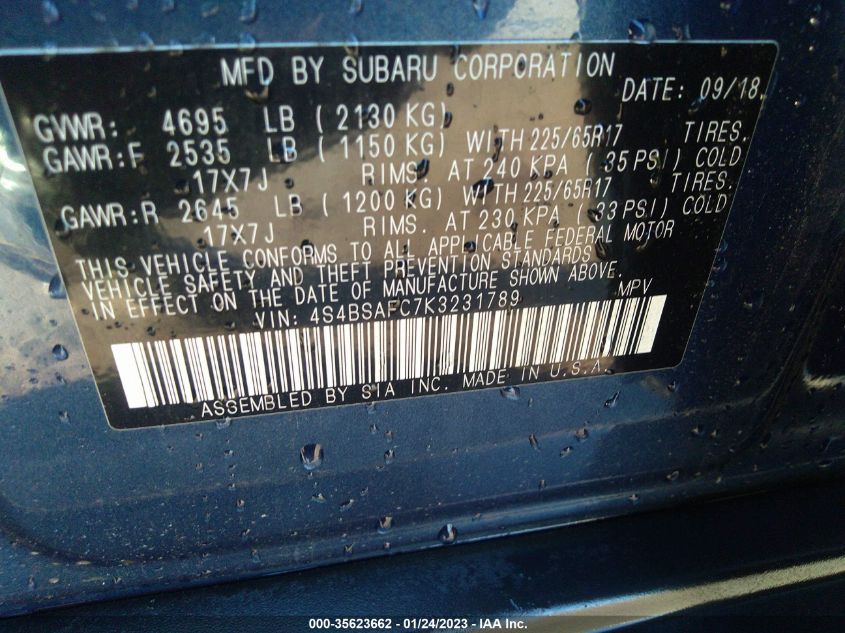 MFD BY SUBARU CORPORATION
DATE: 09/18
GVWR: 4695 LB ( 2130 KG)
GAWR:F 2535 LB ( 1150 KG) WITH 225/65R17 TIRES.
17X7J RIMS. AT 240 KPA ( 35 PSI) COLD
GAWR:R 2645 LB ( 1200 KG) WITH 225/65R17 TIRES.
17X7J RIMS. AT 230 KPA ( 33 PSI) COLD
THIS VEHICLE CONFORMS TO ALL APPLICABLE FEDERAL MOTOR
VEHICLE SAFETY AND THEFT PREVENTION STANDARDS
IN EFFECT ON THE DATE OF MANUFACTURE SHOWN ABOVE.
VIN: 4S4BSAFC7K3231789 MPV
ASSEMBLED BY SIA INC. MADE IN U.S.A.
000-35623662 - 01/24/2023 - IAA Inc.